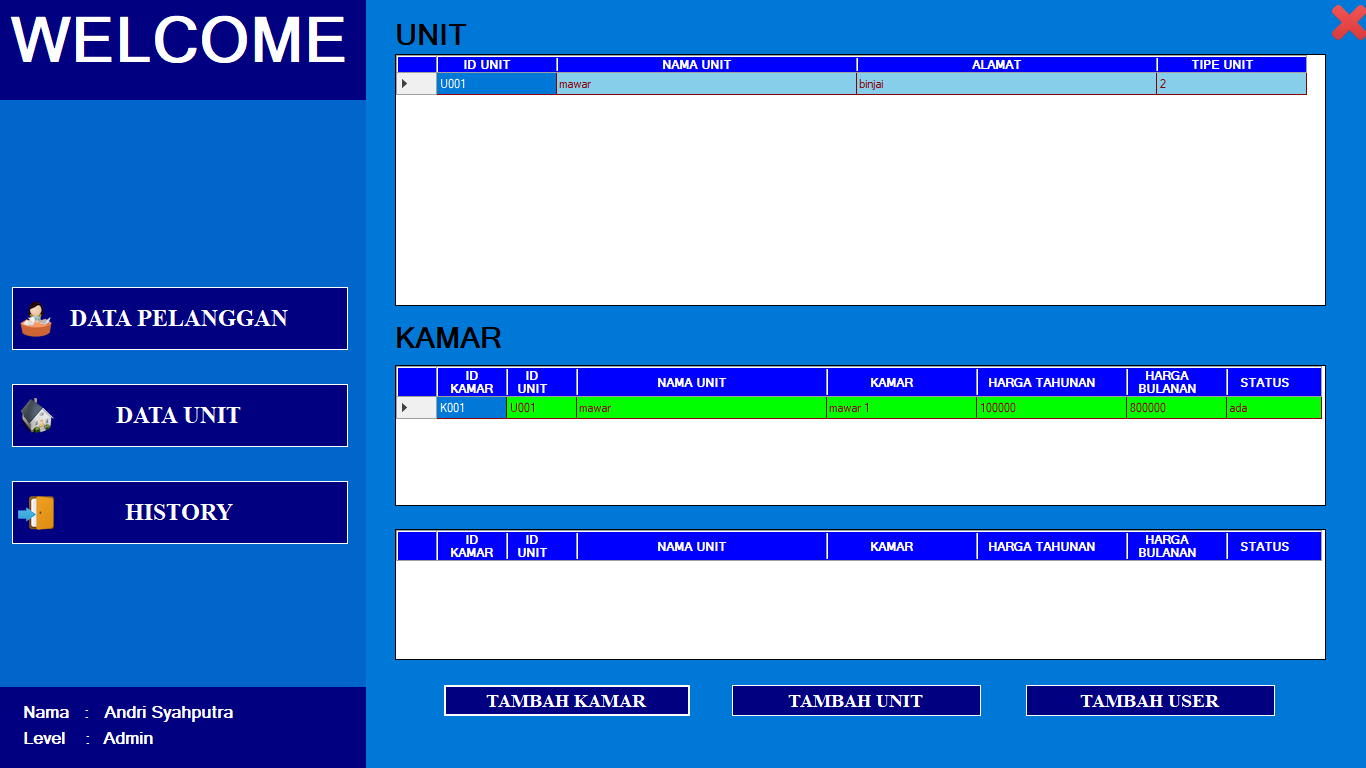 WELCOME
DATA PELANGGAN
DATA UNIT
HISTORY
Nama : Andri Syahputra
Level : Admin
UNIT
ID UNIT NAMA UNIT ALAMAT TIPE UNIT
U001 mawar binjai 2
KAMAR
ID KAMAR ID UNIT NAMA UNIT KAMAR HARGA TAHUNAN HARGA BULANAN STATUS
K001 U001 mawar mawar 1 100000 800000 ada
ID KAMAR ID UNIT NAMA UNIT KAMAR HARGA TAHUNAN HARGA BULANAN STATUS
TAMBAH KAMAR TAMBAH UNIT TAMBAH USER